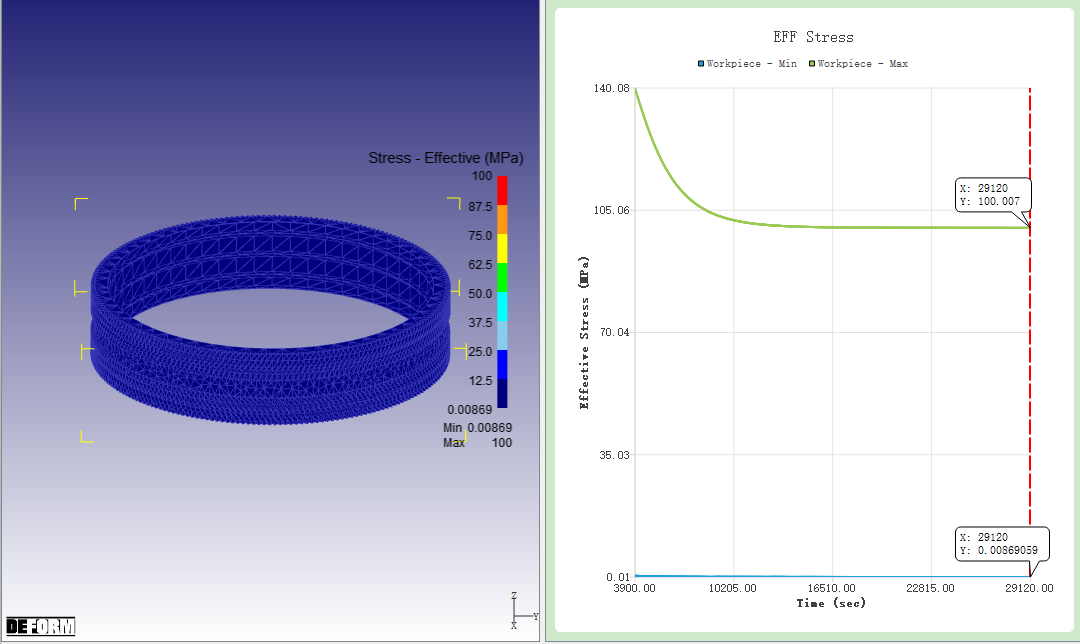 Stress - Effective (MPa)
100
87.5
75.0
62.5
50.0
37.5
25.0
12.5
0.00869
Min 0.00869
Max 100
Z
Y
X
DEFORM
EFF Stress
Workpiece - Min Workpiece - Max
140.08
105.06
70.04
35.03
0.01
Effective Stress (MPa)
X: 29120
Y: 100.007
X: 29120
Y: 0.00869059
3900.00 10205.00 16510.00 22815.00 29120.00
Time (sec)